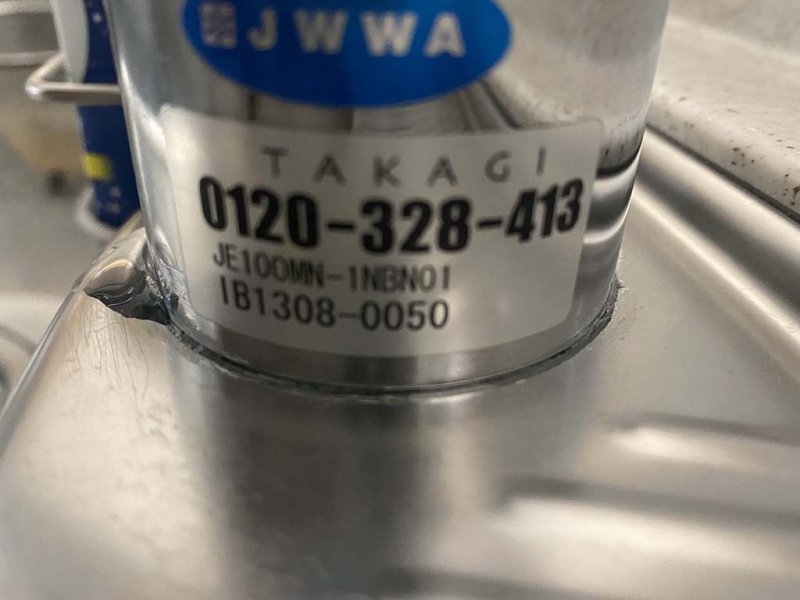 JWWA
TAKAGI
0120-328-413
JE100MN-1NBN01
IB1308-0050